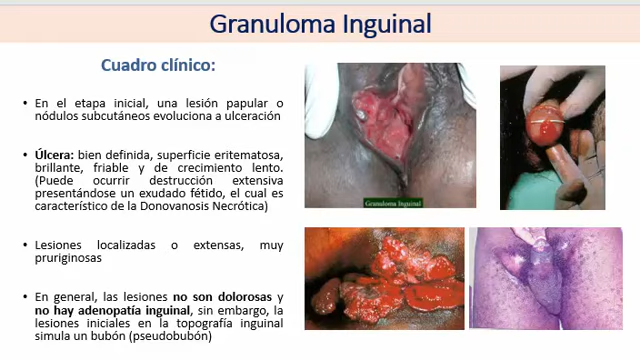 Granuloma Inguinal
Cuadro clínico:
• En el etapa inicial, una lesión papular o
nódulos subcutáneos evoluciona a ulceración
• Úlcera: bien definida, superficie eritematosa,
brillante, friable y de crecimiento lento.
(Puede ocurrir destrucción extensiva
presentándose un exudado fétido, el cual es
característico de la Donovanosis Necrótica)
• Lesiones localizadas o extensas, muy
pruriginosas
• En general, las lesiones no son dolorosas y
no hay adenopatía inguinal, sin embargo, la
lesiones iniciales en la topografía inguinal
simula un bubón (pseudobubón)
Granuloma Inguinal